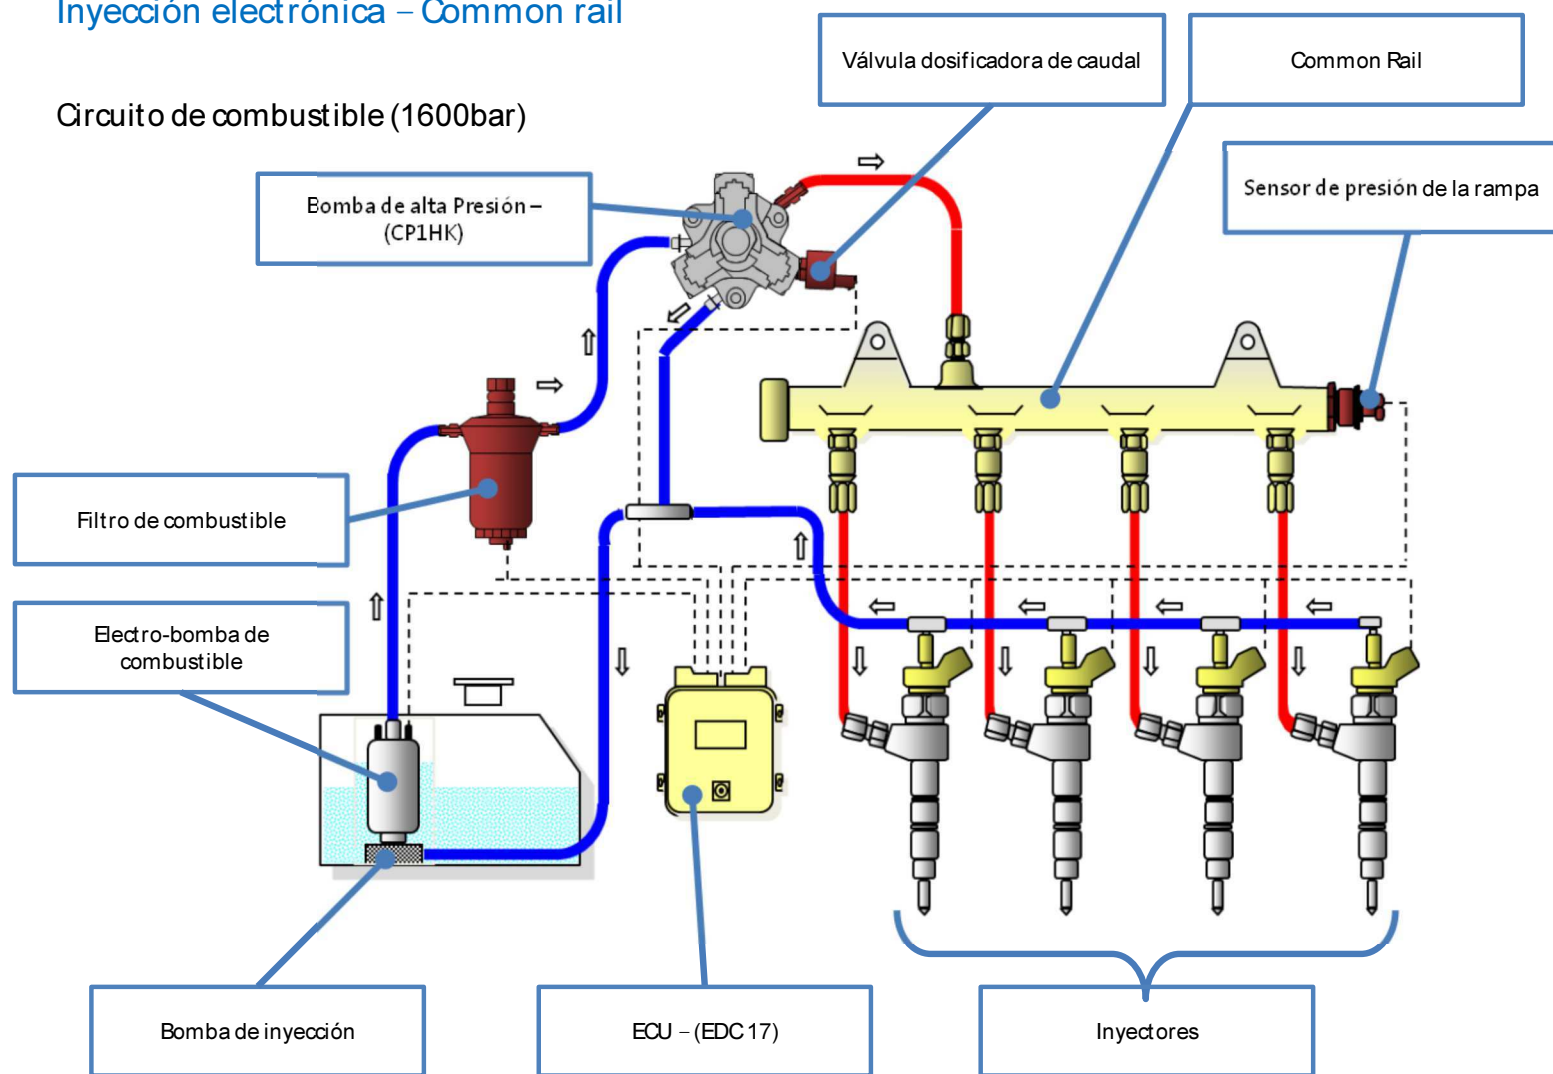 Inyección electrónica – Common rail
Circuito de combustible (1600bar)
Válvula dosificadora de caudal
Common Rail
Bomba de alta Presión –
(CP1HK)
Sensor de presión de la rampa
Filtro de combustible
Electro-bomba de
combustible
Bomba de inyección
ECU – (EDC 17)
Inyectores